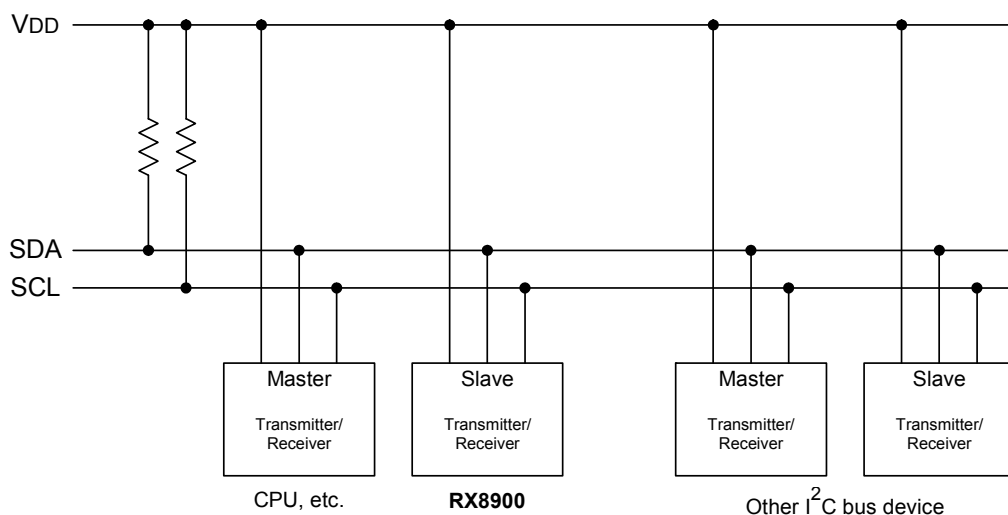 VDD
SDA
SCL
Master
Transmitter/
Receiver
Slave
Transmitter/
Receiver
Master
Transmitter/
Receiver
Slave
Transmitter/
Receiver
CPU, etc.
RX8900
Other I²C bus device